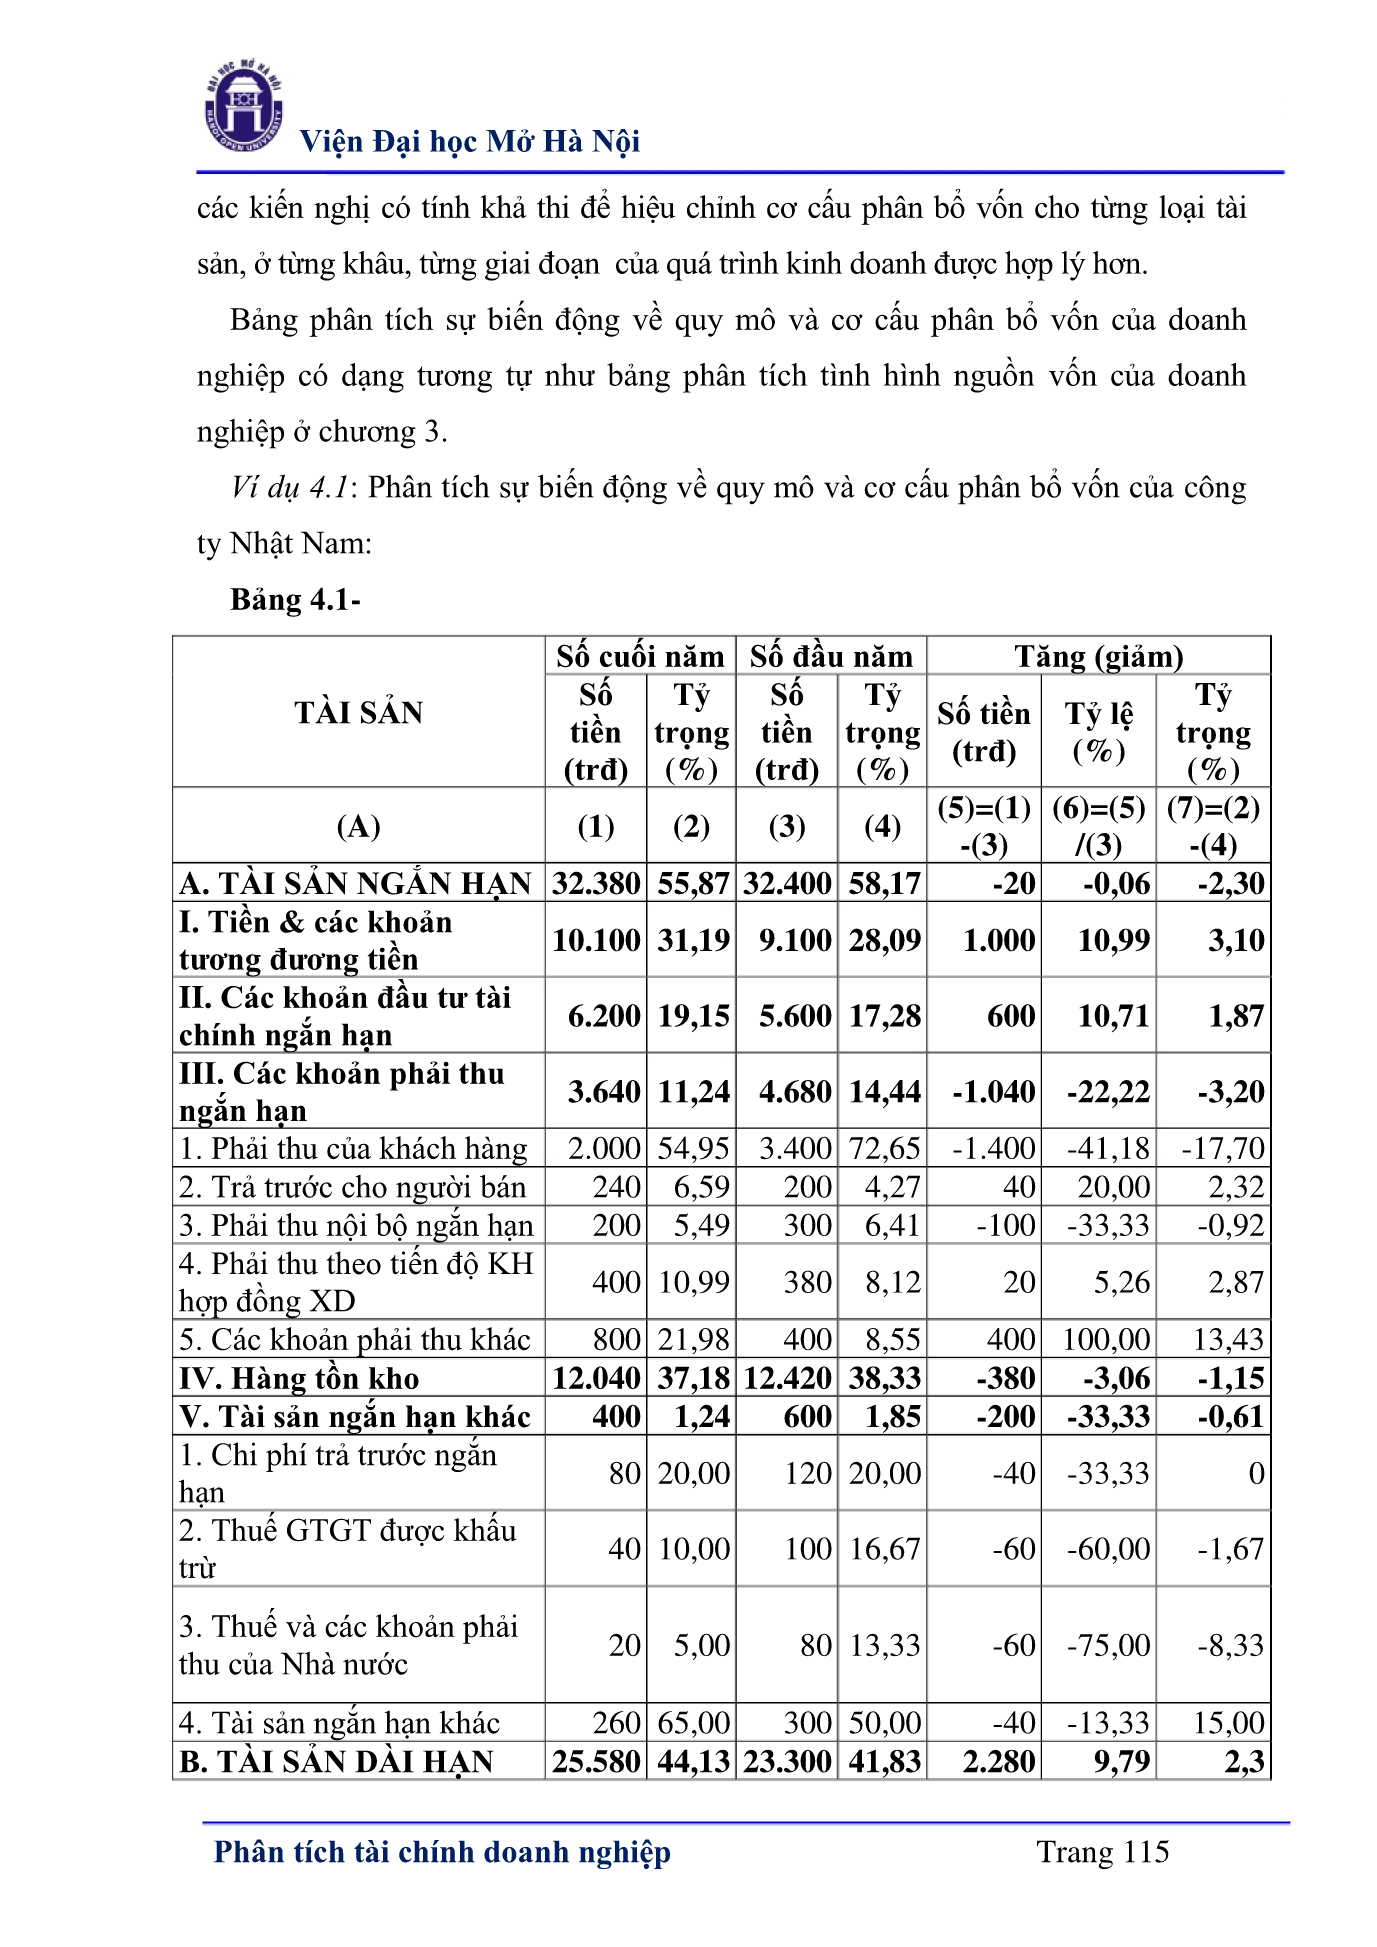 ĐẠI HỌC MỞ HÀ NỘI
HANOI OPEN UNIVERSITY
Viện Đại học Mở Hà Nội
các kiến nghị có tính khả thi để hiệu chỉnh cơ cấu phân bổ vốn cho từng loại tài
sản, ở từng khâu, từng giai đoạn của quá trình kinh doanh được hợp lý hơn.
Bảng phân tích sự biến động về quy mô và cơ cấu phân bổ vốn của doanh
nghiệp có dạng tương tự như bảng phân tích tình hình nguồn vốn của doanh
nghiệp ở chương 3.
Ví dụ 4.1: Phân tích sự biến động về quy mô và cơ cấu phân bổ vốn của công
ty Nhật Nam:
Bảng 4.1-
TÀI SẢN Số cuối năm Số đầu năm Tăng (giảm)
Số tiền (trđ) Tỷ trọng (%) Số tiền (trđ) Tỷ trọng (%) Số tiền (trđ) Tỷ lệ (%) Tỷ trọng (%)
(A) (1) (2) (3) (4) (5)=(1)-(3) (6)=(5)/(3) (7)=(2)-(4)
A. TÀI SẢN NGẮN HẠN 32.380 55,87 32.400 58,17 -20 -0,06 -2,30
I. Tiền & các khoản tương đương tiền 10.100 31,19 9.100 28,09 1.000 10,99 3,10
II. Các khoản đầu tư tài chính ngắn hạn 6.200 19,15 5.600 17,28 600 10,71 1,87
III. Các khoản phải thu ngắn hạn 3.640 11,24 4.680 14,44 -1.040 -22,22 -3,20
1. Phải thu của khách hàng 2.000 54,95 3.400 72,65 -1.400 -41,18 -17,70
2. Trả trước cho người bán 240 6,59 200 4,27 40 20,00 2,32
3. Phải thu nội bộ ngắn hạn 200 5,49 300 6,41 -100 -33,33 -0,92
4. Phải thu theo tiến độ KH hợp đồng XD 400 10,99 380 8,12 20 5,26 2,87
5. Các khoản phải thu khác 800 21,98 400 8,55 400 100,00 13,43
IV. Hàng tồn kho 12.040 37,18 12.420 38,33 -380 -3,06 -1,15
V. Tài sản ngắn hạn khác 400 1,24 600 1,85 -200 -33,33 -0,61
1. Chi phí trả trước ngắn hạn 80 20,00 120 20,00 -40 -33,33 0
2. Thuế GTGT được khấu trừ 40 10,00 100 16,67 -60 -60,00 -1,67
3. Thuế và các khoản phải thu của Nhà nước 20 5,00 80 13,33 -60 -75,00 -8,33
4. Tài sản ngắn hạn khác 260 65,00 300 50,00 -40 -13,33 15,00
B. TÀI SẢN DÀI HẠN 25.580 44,13 23.300 41,83 2.280 9,79 2,3
Phân tích tài chính doanh nghiệp Trang 115